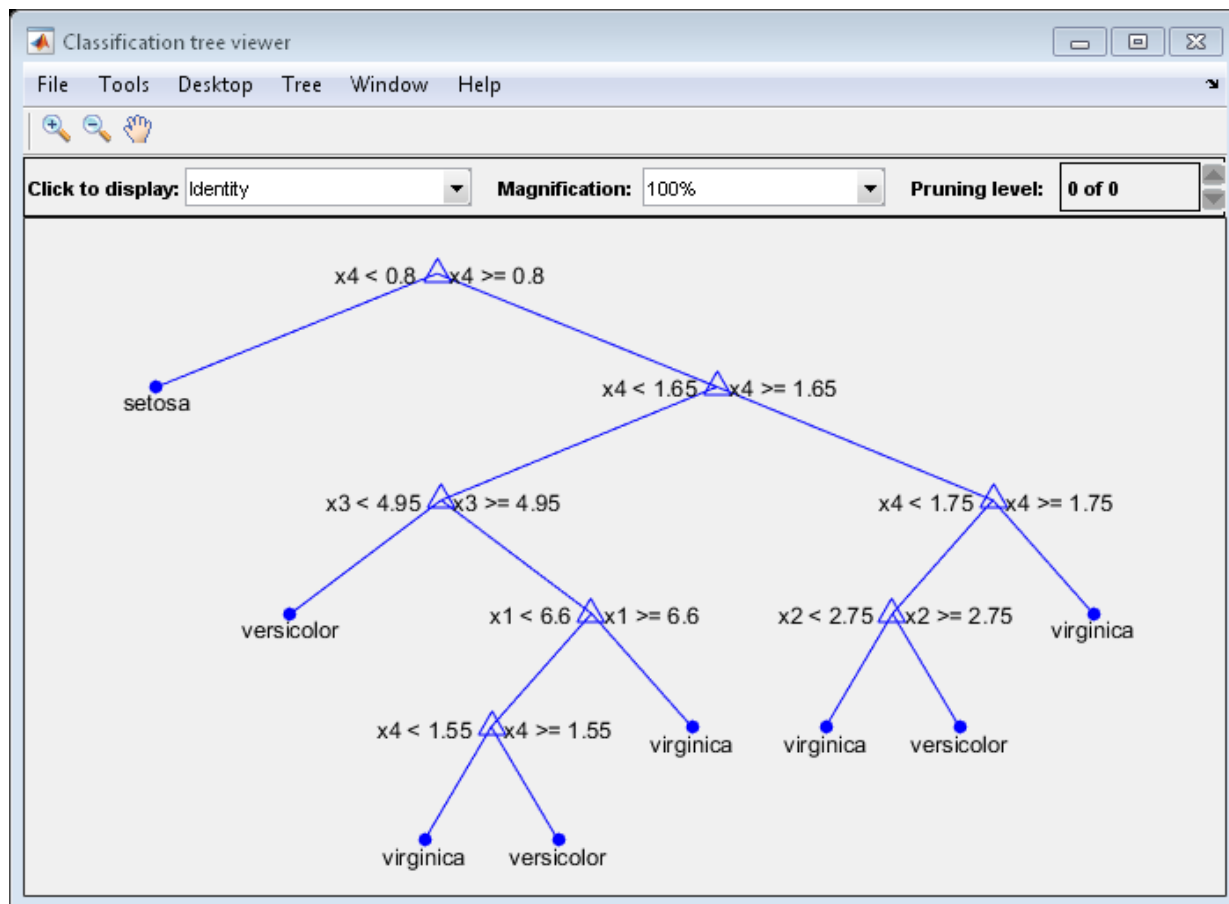 Classification tree viewer
File Tools Desktop Tree Window Help
Click to display: Identity Magnification: 100% Pruning level: 0 of 0
x4 < 0.8 x4 >= 0.8
setosa
x4 < 1.65 x4 >= 1.65
x3 < 4.95 x3 >= 4.95
x4 < 1.75 x4 >= 1.75
versicolor
x1 < 6.6 x1 >= 6.6
x2 < 2.75 x2 >= 2.75
virginica
x4 < 1.55 x4 >= 1.55
virginica
virginica
versicolor
virginica
versicolor